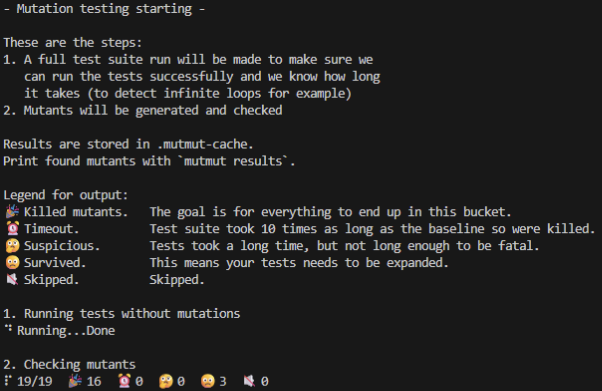 - Mutation testing starting -
These are the steps:
1. A full test suite run will be made to make sure we
can run the tests successfully and we know how long
it takes (to detect infinite loops for example)
2. Mutants will be generated and checked
Results are stored in .mutmut-cache.
Print found mutants with `mutmut results`.
Legend for output:
🎉 Killed mutants.   The goal is for everything to end up in this bucket.
⏰ Timeout.          Test suite took 10 times as long as the baseline so were killed.
🤔 Suspicious.       Tests took a long time, but not long enough to be fatal.
🙁 Survived.         This means your tests needs to be expanded.
🔇 Skipped.          Skipped.
1. Running tests without mutations
⠋ Running...Done
2. Checking mutants
⠏ 19/19  🎉 16  ⏰ 0  🤔 0  🙁 3  🔇 0